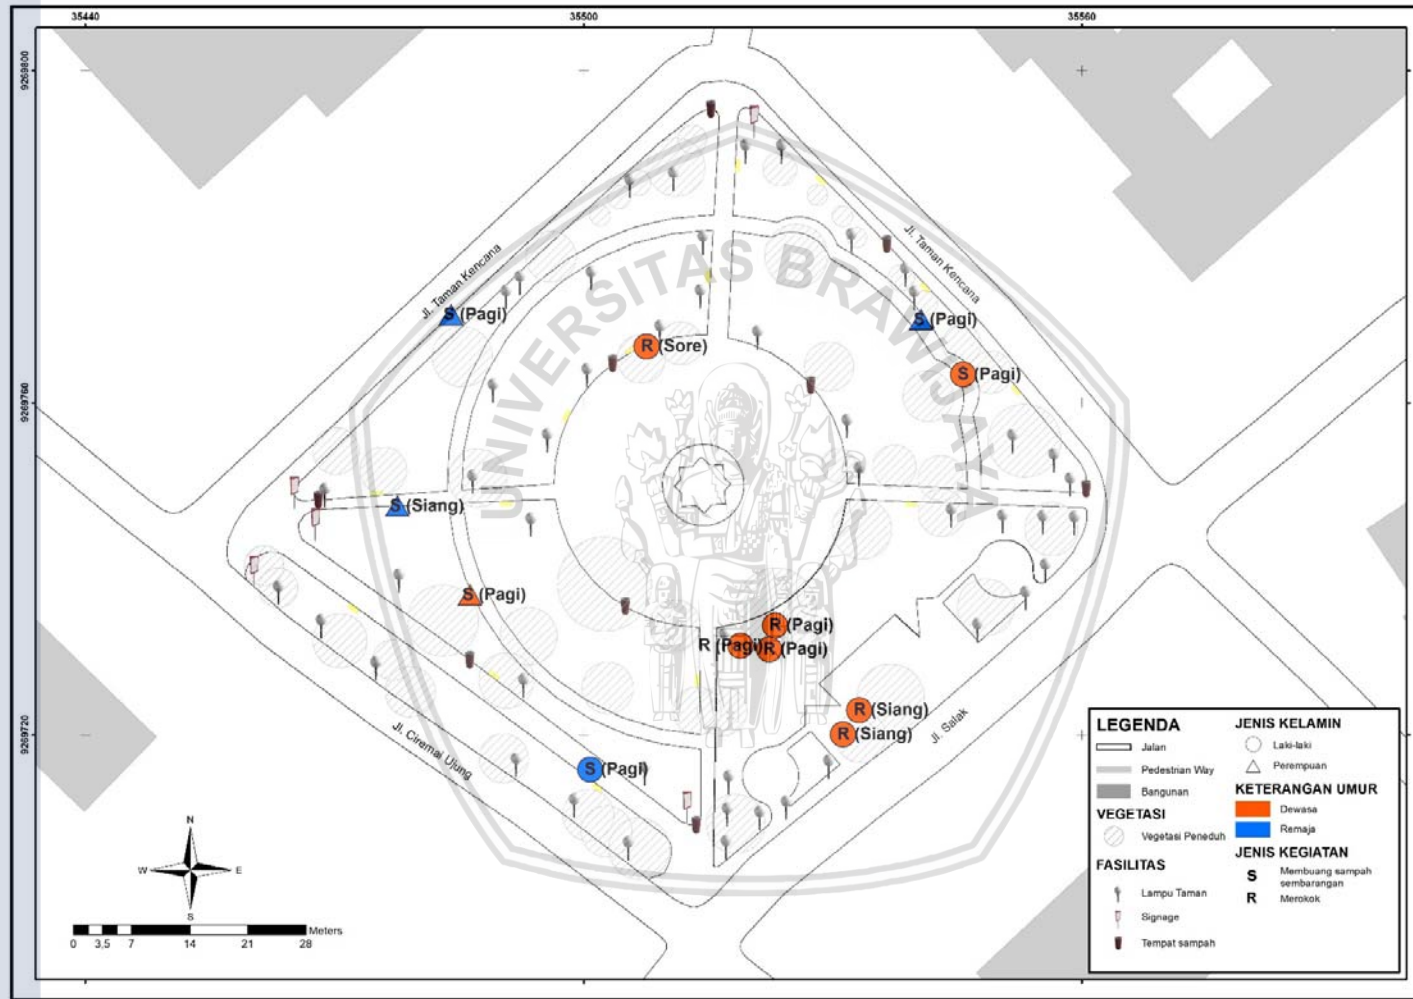 35440
35500
35560
9269800
9269760
9269720
Jl. Taman Kencana
Jl. Taman Kencana
UNIVERSITAS BRAWIJAYA
S (Pagi)
S (Pagi)
R (Sore)
S (Pagi)
S (Siang)
S (Pagi)
R (Pagi)
R (Pagi)
R (Pagi)
R (Siang)
R (Siang)
S (Pagi)
Jl. Ciremai Ujung
Jl. Salak
N
W
E
S
Meters
0 3,5 7 14 21 28
LEGENDA
Jalan
Pedestrian Way
Bangunan
VEGETASI
Vegetasi Peneduh
FASILITAS
Lampu Taman
Signage
Tempat sampah
JENIS KELAMIN
Laki-laki
Perempuan
KETERANGAN UMUR
Dewasa
Remaja
JENIS KEGIATAN
S Membuang sampah
sembarangan
R Merokok